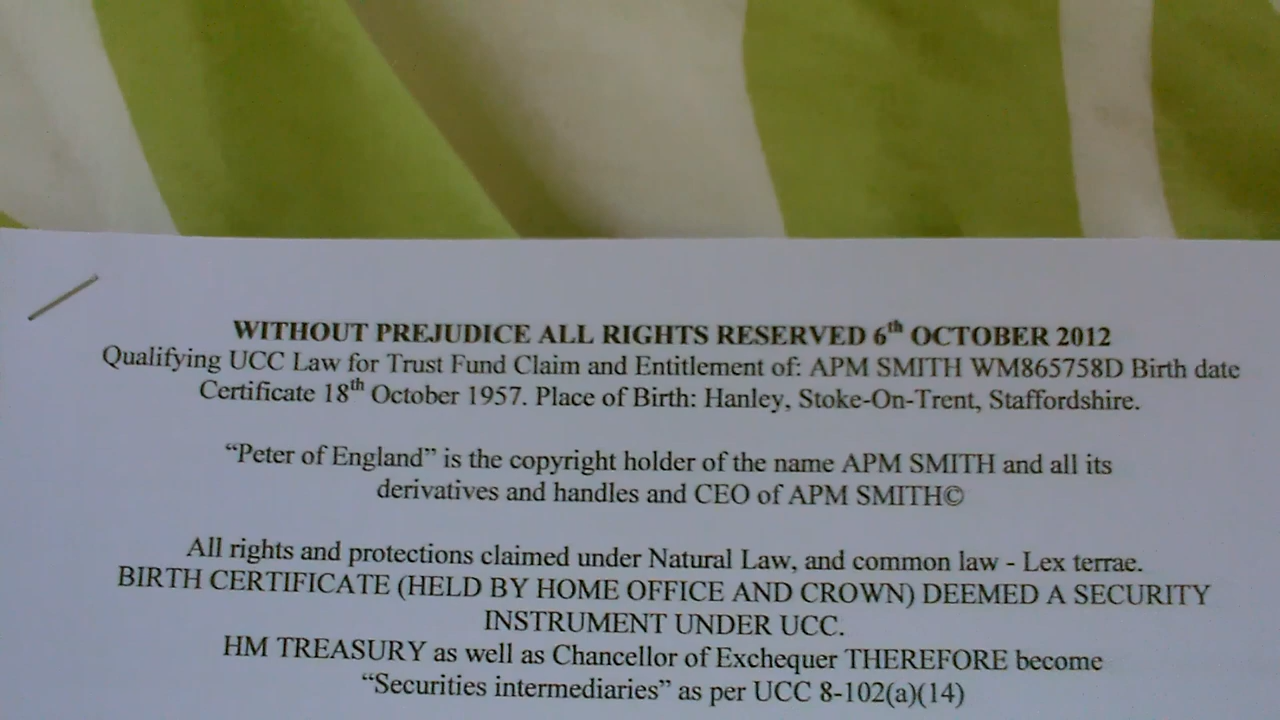 WITHOUT PREJUDICE ALL RIGHTS RESERVED 6th OCTOBER 2012
Qualifying UCC Law for Trust Fund Claim and Entitlement of: APM SMITH WM865758D Birth date
Certificate 18th October 1957. Place of Birth: Hanley, Stoke-On-Trent, Staffordshire.
“Peter of England” is the copyright holder of the name APM SMITH and all its
derivatives and handles and CEO of APM SMITH©
All rights and protections claimed under Natural Law, and common law - Lex terrae.
BIRTH CERTIFICATE (HELD BY HOME OFFICE AND CROWN) DEEMED A SECURITY
INSTRUMENT UNDER UCC.
HM TREASURY as well as Chancellor of Exchequer THEREFORE become
“Securities intermediaries” as per UCC 8-102(a)(14)